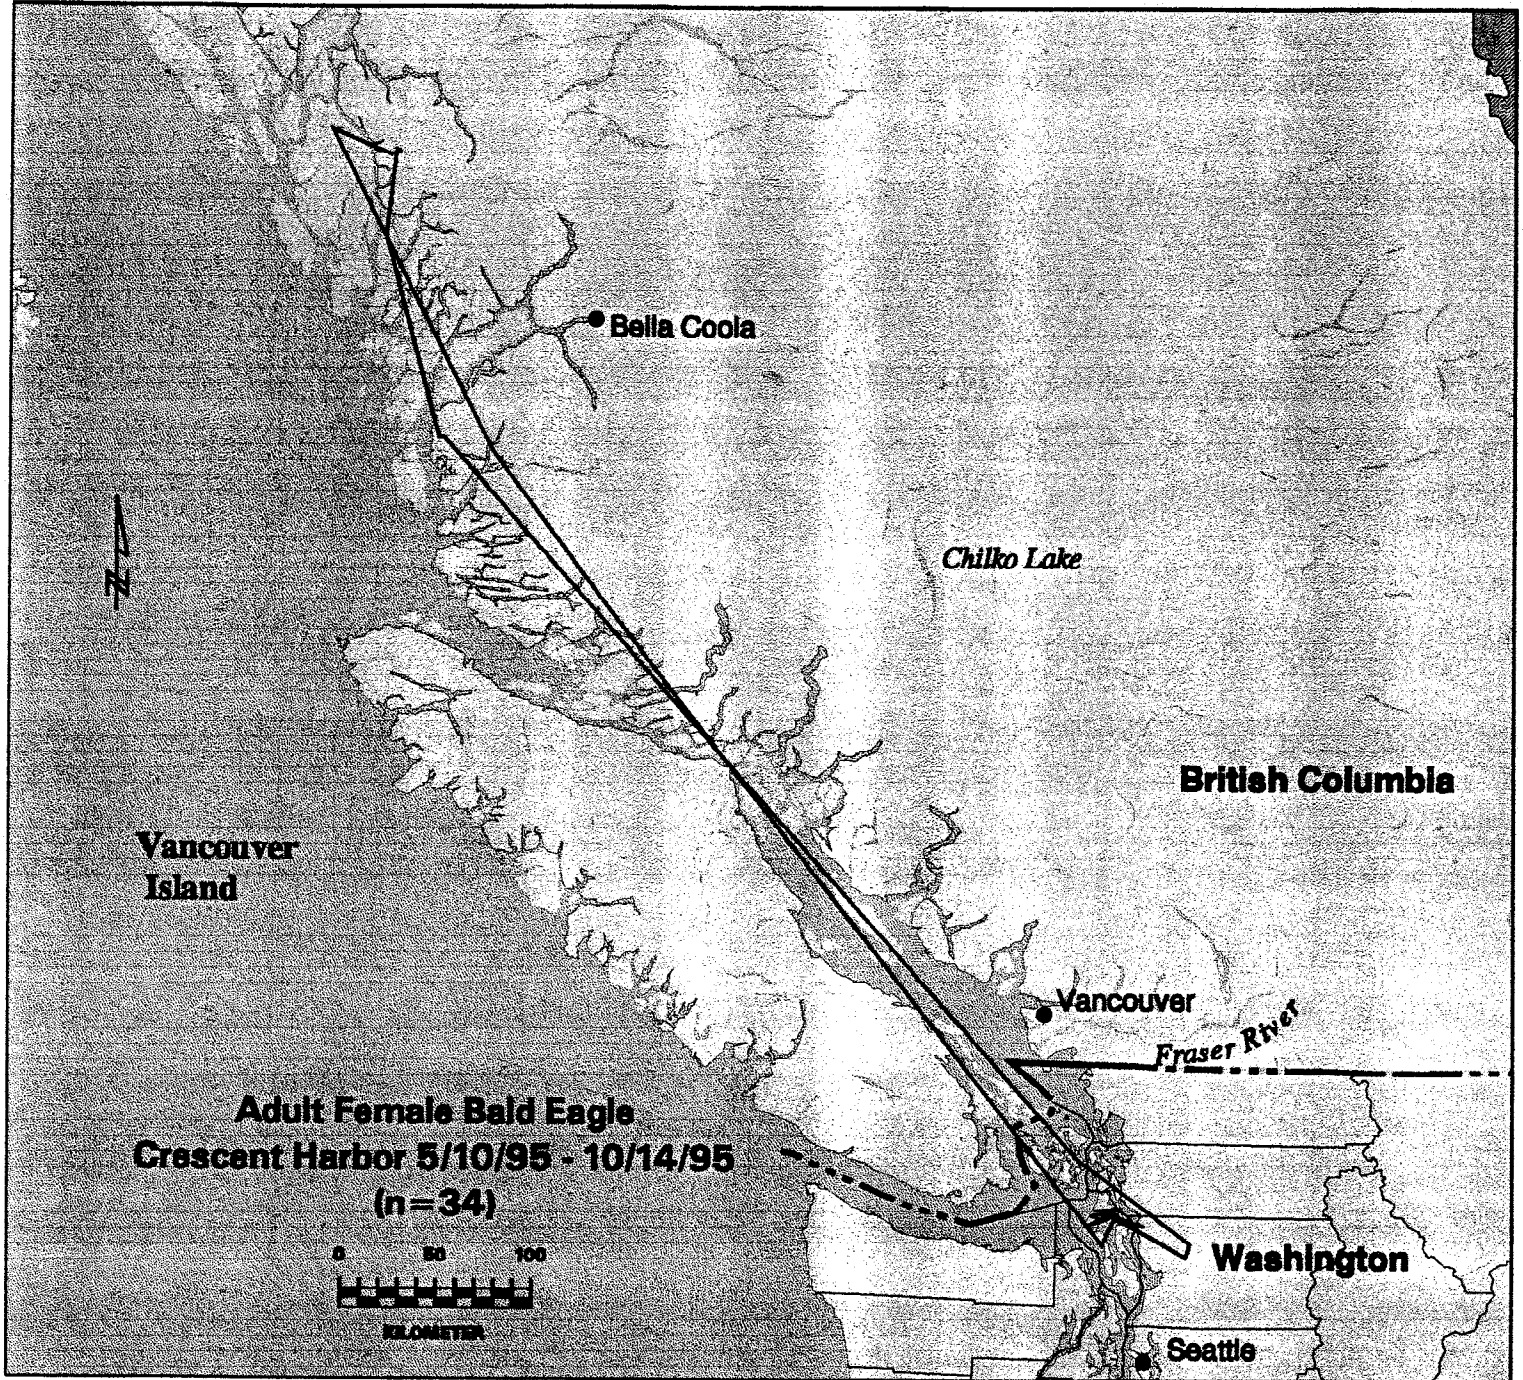 Bella Coola
N
Chilko Lake
British Columbia
Vancouver
Island
Vancouver
Fraser River
Adult Female Bald Eagle
Crescent Harbor 5/10/95 - 10/14/95
(n=34)
0 50 100
KILOMETER
Washington
Seattle